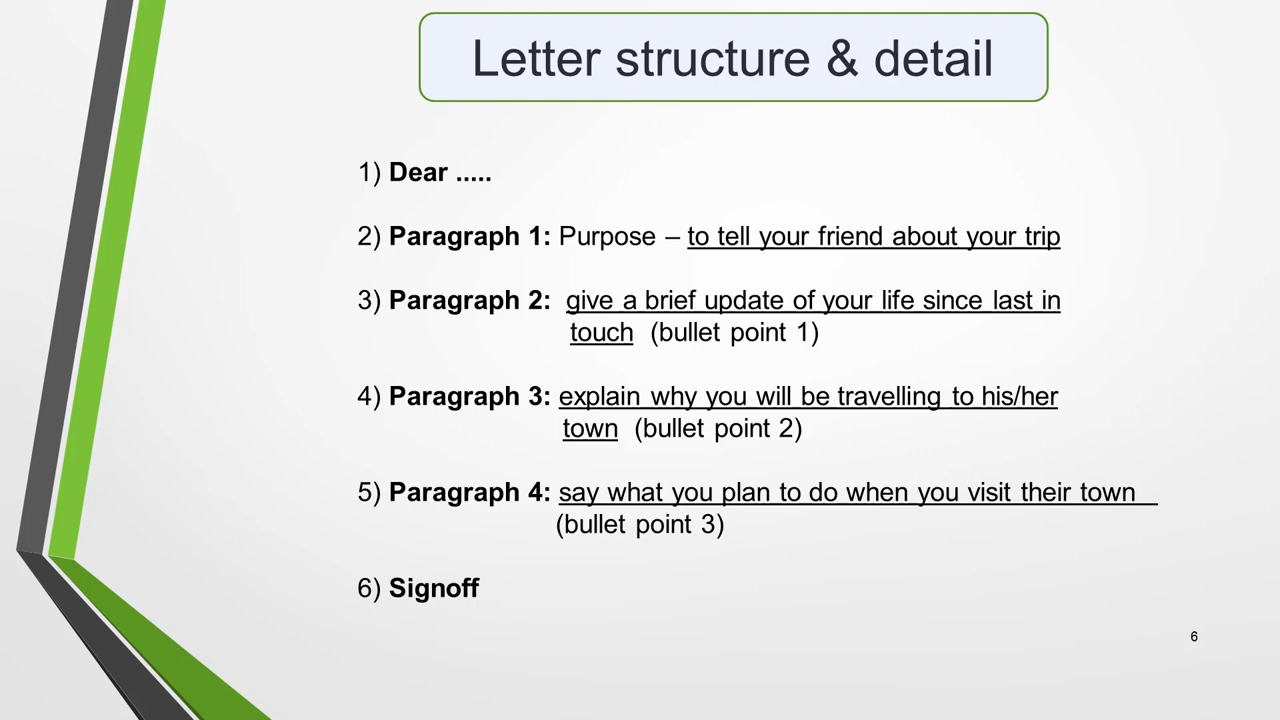 Letter structure & detail
1) Dear .....
2) Paragraph 1: Purpose – to tell your friend about your trip
3) Paragraph 2: give a brief update of your life since last in
touch (bullet point 1)
4) Paragraph 3: explain why you will be travelling to his/her
town (bullet point 2)
5) Paragraph 4: say what you plan to do when you visit their town
(bullet point 3)
6) Signoff
6